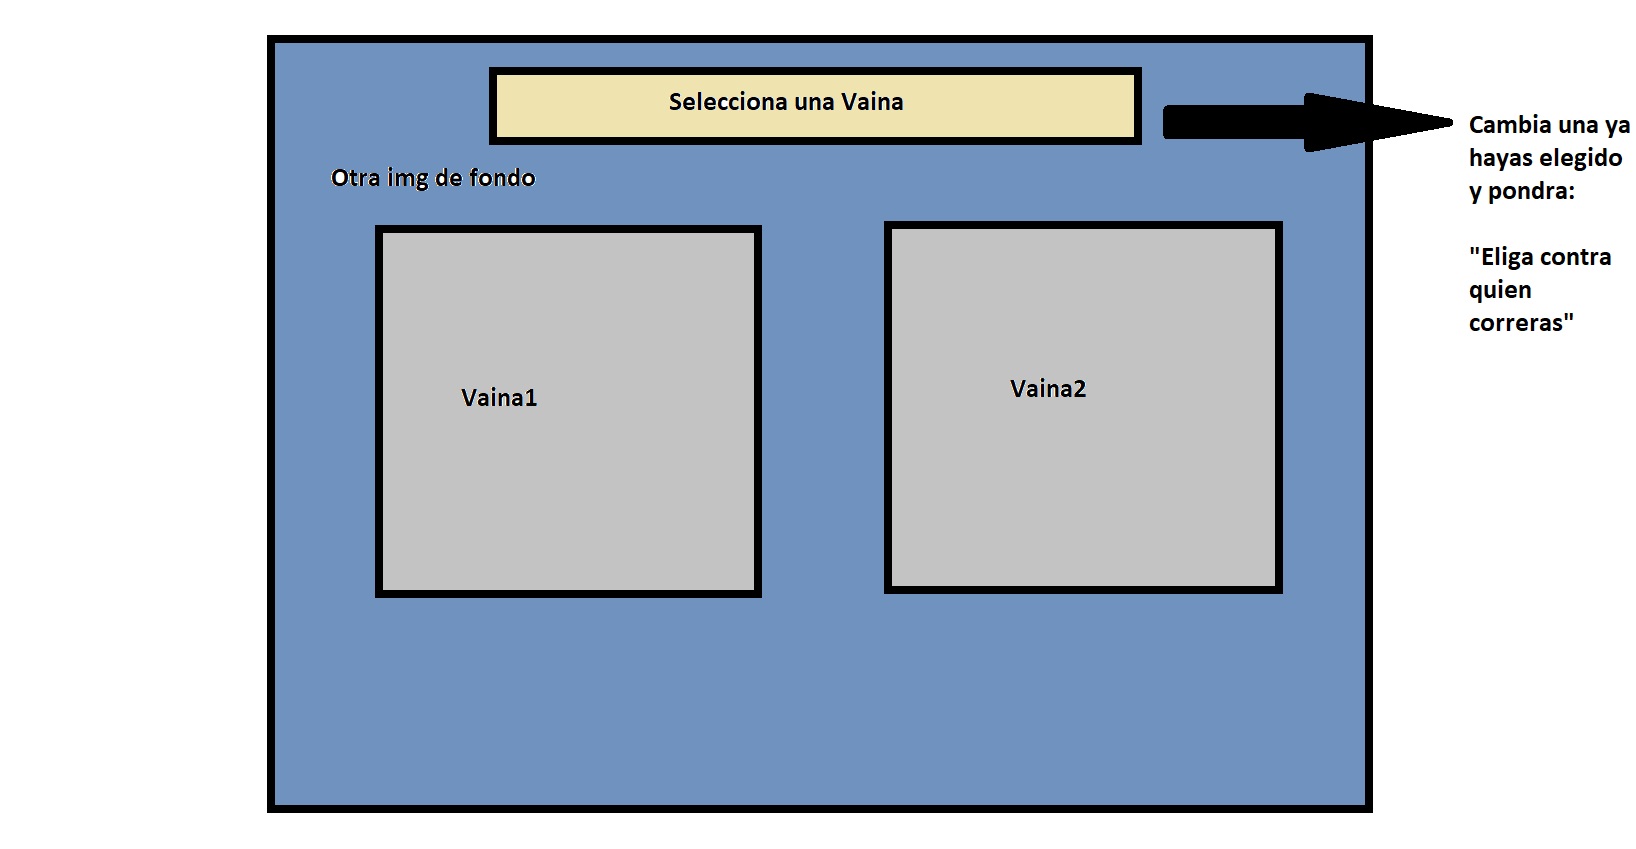 Selecciona una Vaina
Cambia una ya
hayas elegido
y pondra:
"Eliga contra
quien
correras"
Otra img de fondo
Vaina1
Vaina2